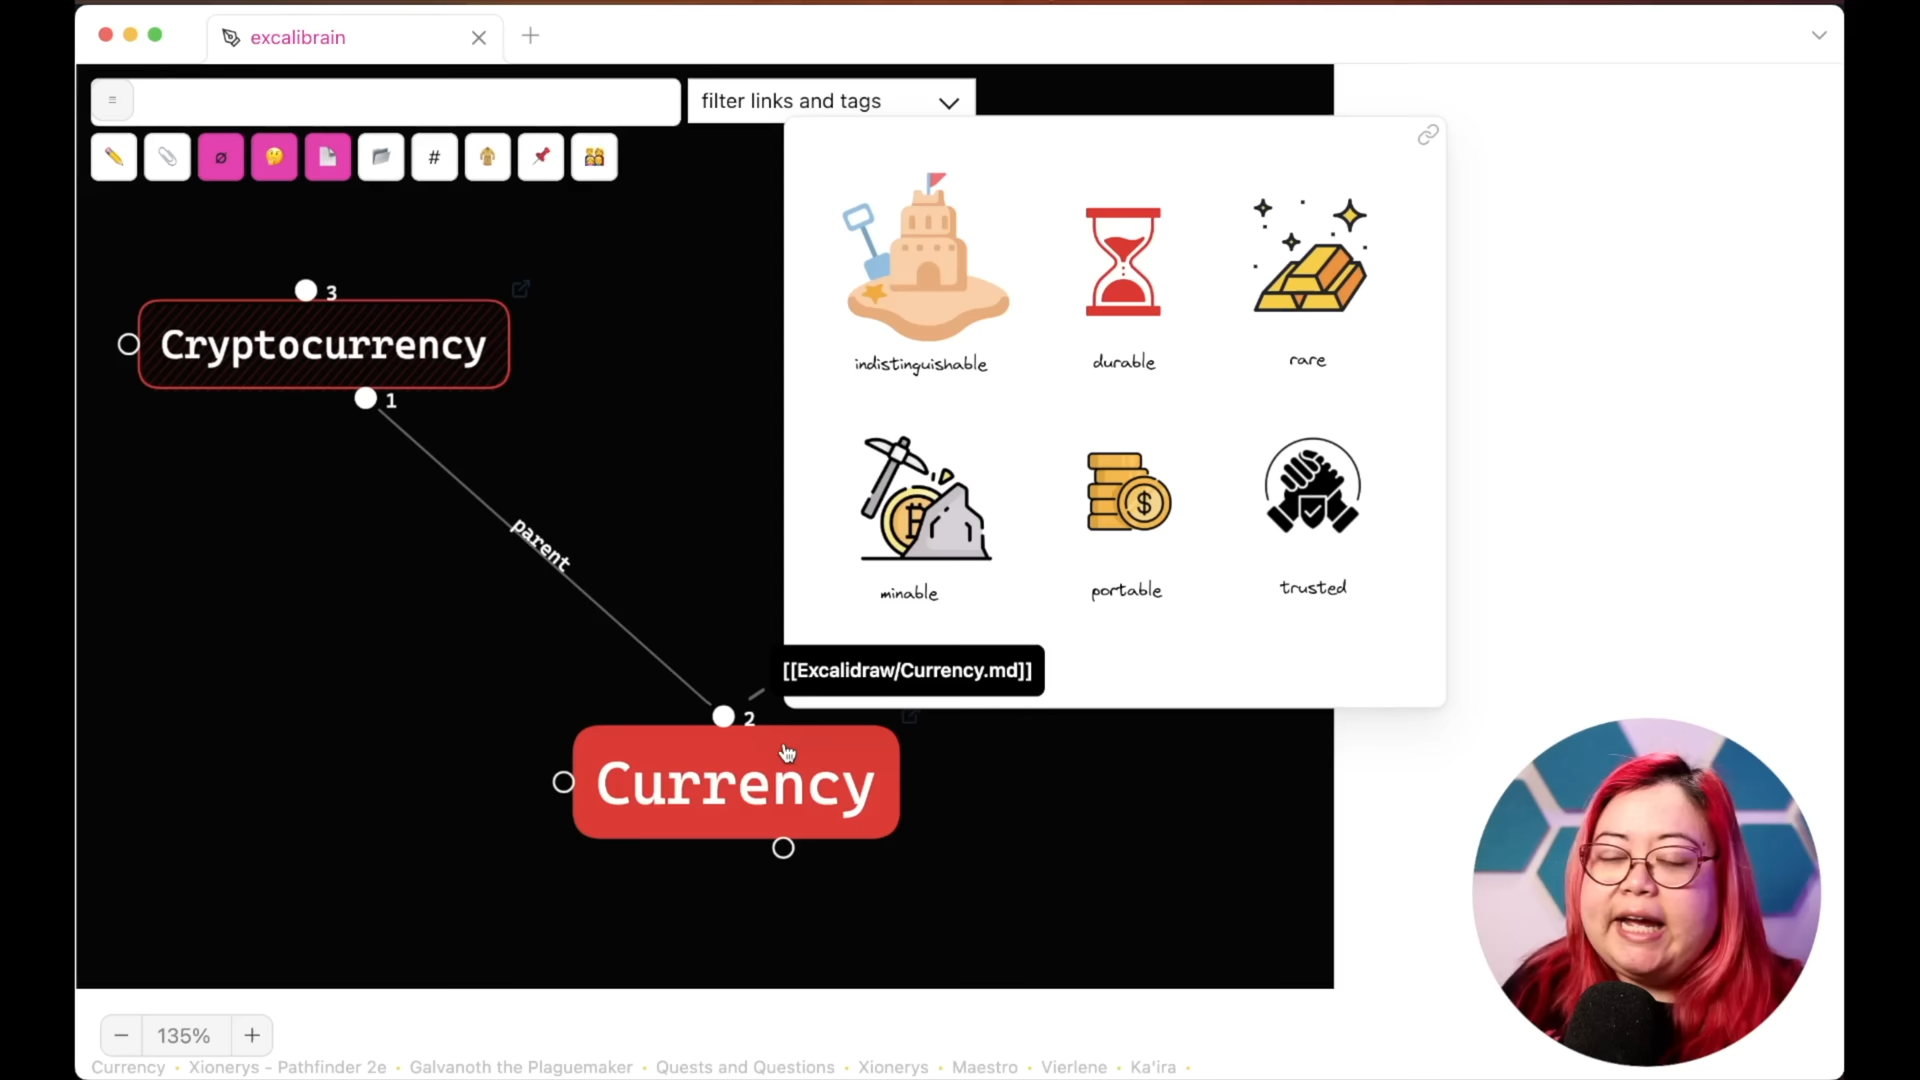 excalibrain
filter links and tags
#
3
Cryptocurrency
1
parent
indistinguishable
durable
rare
minable
portable
trusted
[[Excalidraw/Currency.md]]
2
Currency
135%
Currency • Xionerys - Pathfinder 2e • Galvanoth the Plaguemaker • Quests and Questions • Xionerys • Maestro • Vierlene • Ka'ira •